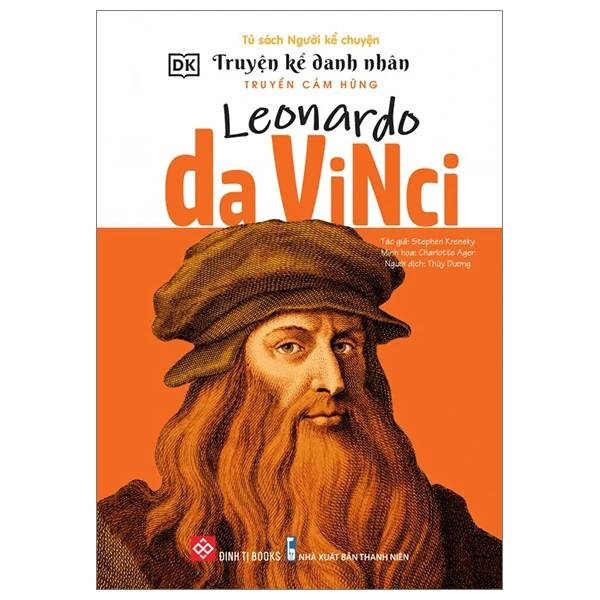 Tủ sách Người kể chuyện
DK Truyện kể danh nhân
TRUYỀN CẢM HỨNG
Leonardo
da ViNci
Tác giả: Stephen Krensky
Minh họa: Charlotte Ager
Người dịch: Thùy Dương
ĐINH TỊ BOOKS
NHÀ XUẤT BẢN THANH NIÊN